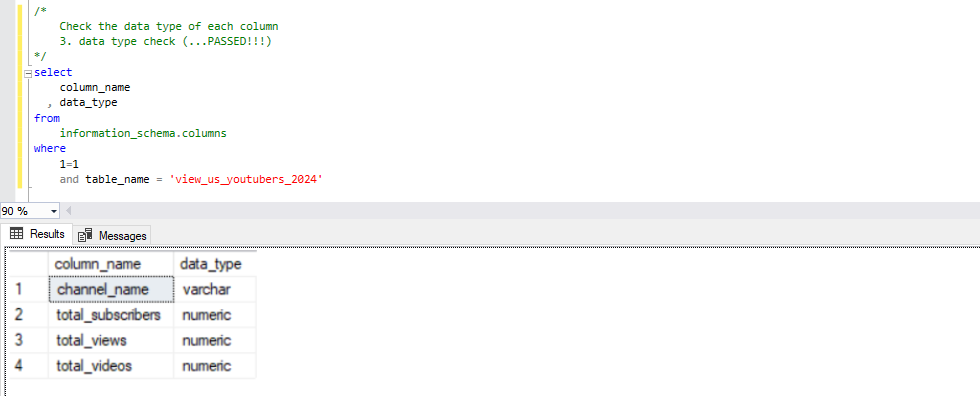 /*
Check the data type of each column
3. data type check (...PASSED!!!)
*/
select
column_name
, data_type
from
information_schema.columns
where
1=1
and table_name = 'view_us_youtubers_2024'
90 %
Results Messages
column_name data_type
1 channel_name varchar
2 total_subscribers numeric
3 total_views numeric
4 total_videos numeric